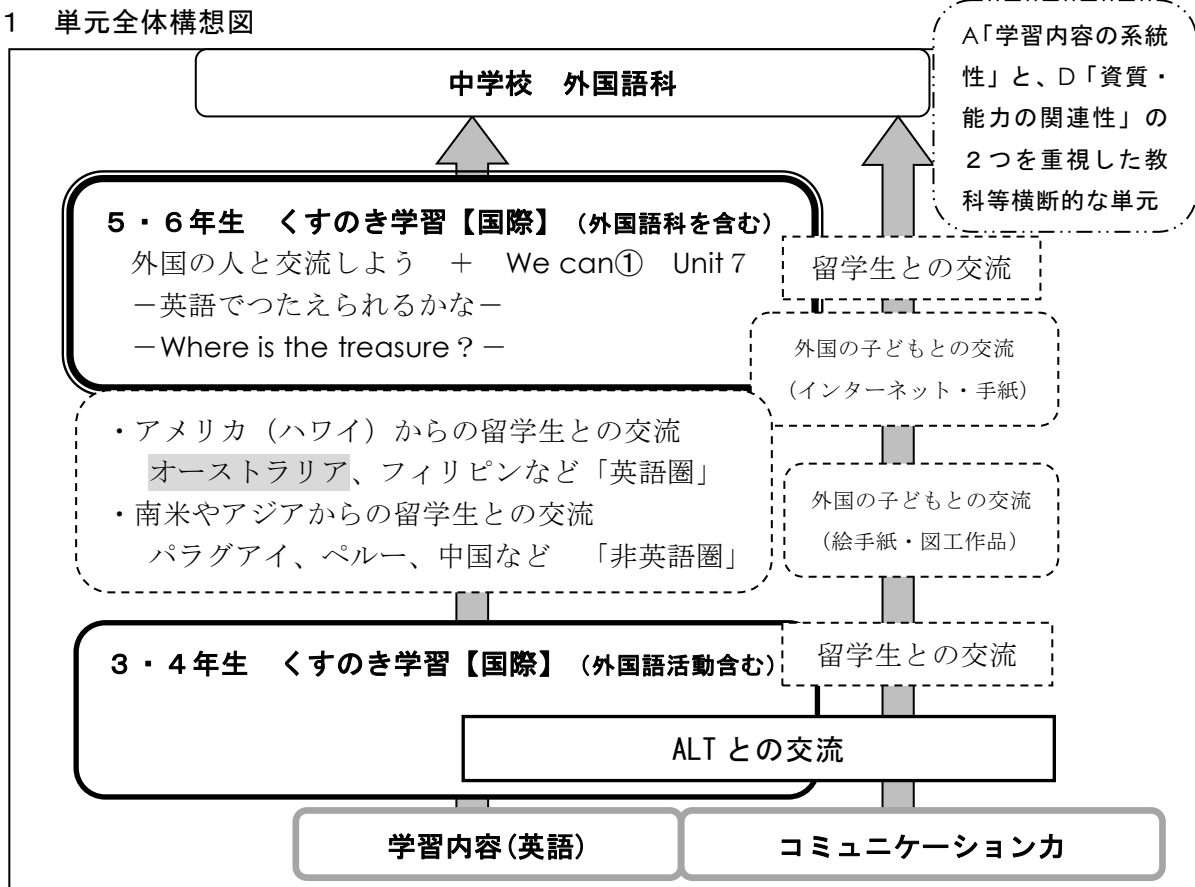 1　単元全体構想図
A「学習内容の系統
性」と、D「資質・
能力の関連性」の
２つを重視した教
科等横断的な単元
中学校　外国語科
５・６年生　くすのき学習【国際】（外国語科を含む）
外国の人と交流しよう　＋　We can①　Unit７
－英語でつたえられるかな－
－Where is the treasure？－
留学生との交流
外国の子どもとの交流
（インターネット・手紙）
・アメリカ（ハワイ）からの留学生との交流
オーストラリア、フィリピンなど「英語圏」
・南米やアジアからの留学生との交流
パラグアイ、ペルー、中国など　「非英語圏」
外国の子どもとの交流
（絵手紙・図工作品）
３・４年生　くすのき学習【国際】（外国語活動含む）
留学生との交流
ALTとの交流
学習内容(英語)
コミュニケーション力